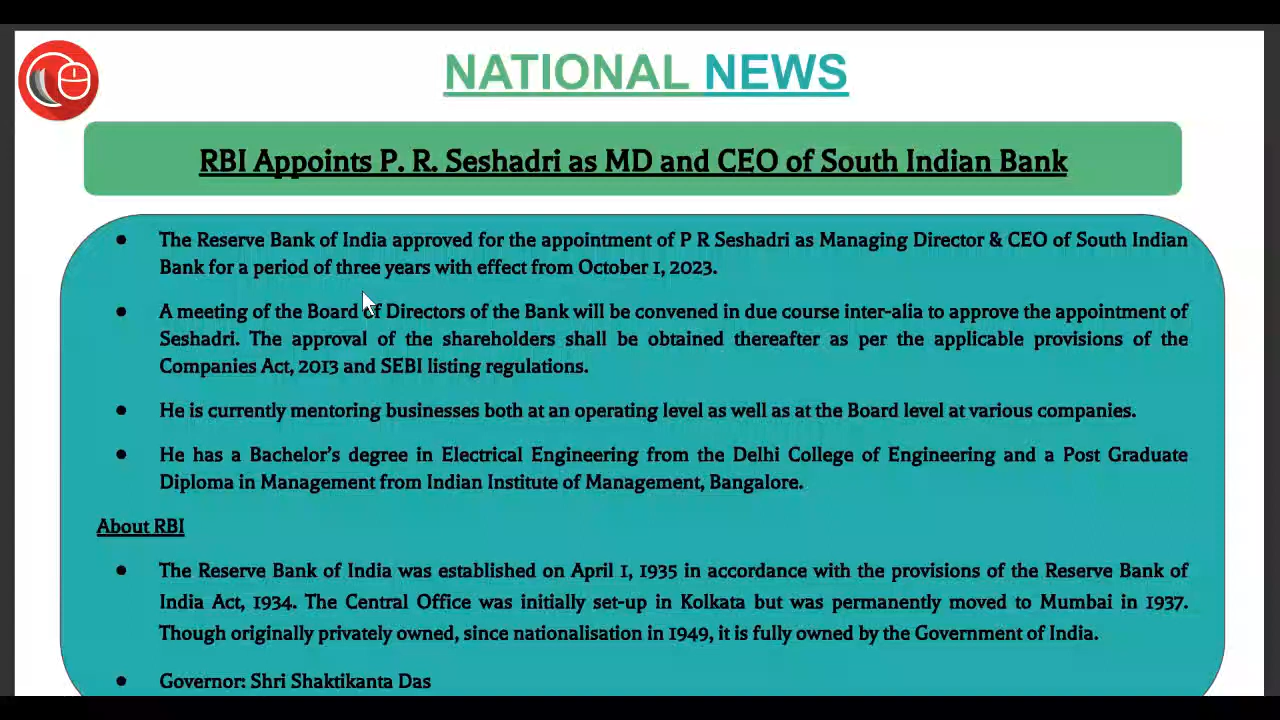 NATIONAL NEWS
RBI Appoints P. R. Seshadri as MD and CEO of South Indian Bank
● The Reserve Bank of India approved for the appointment of P R Seshadri as Managing Director & CEO of South Indian
Bank for a period of three years with effect from October 1, 2023.
● A meeting of the Board of Directors of the Bank will be convened in due course inter-alia to approve the appointment of
Seshadri. The approval of the shareholders shall be obtained thereafter as per the applicable provisions of the
Companies Act, 2013 and SEBI listing regulations.
● He is currently mentoring businesses both at an operating level as well as at the Board level at various companies.
● He has a Bachelor's degree in Electrical Engineering from the Delhi College of Engineering and a Post Graduate
Diploma in Management from Indian Institute of Management, Bangalore.
About RBI
● The Reserve Bank of India was established on April 1, 1935 in accordance with the provisions of the Reserve Bank of
India Act, 1934. The Central Office was initially set-up in Kolkata but was permanently moved to Mumbai in 1937.
Though originally privately owned, since nationalisation in 1949, it is fully owned by the Government of India.
● Governor: Shri Shaktikanta Das